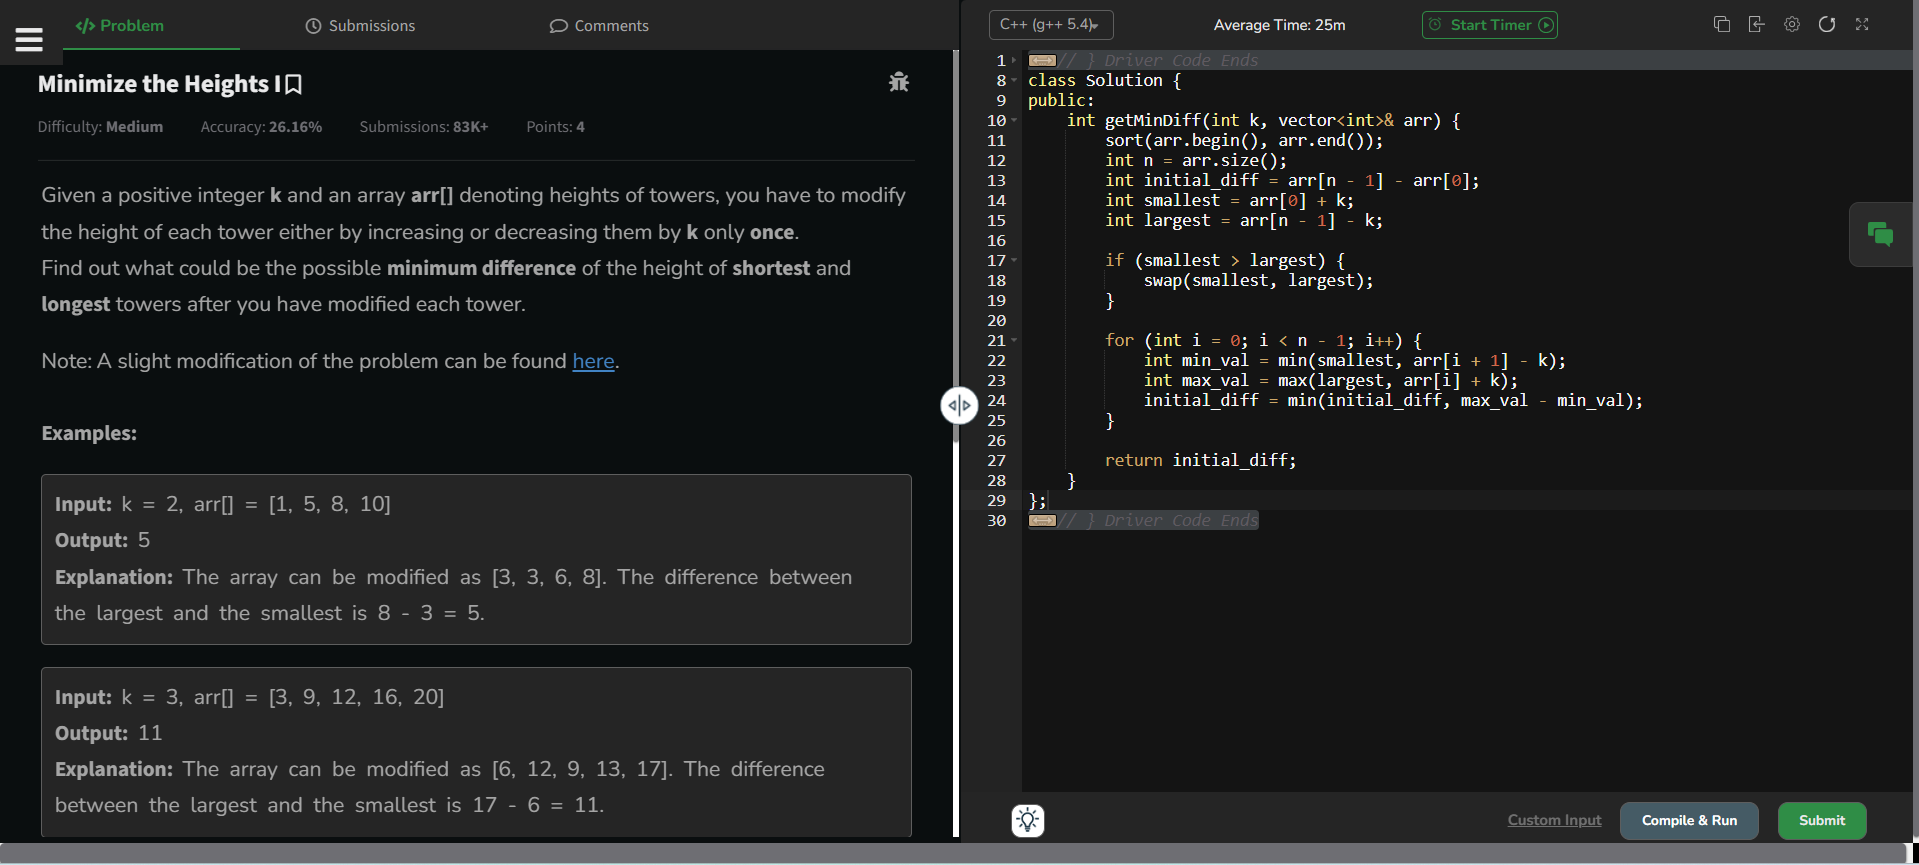 </> Problem
Submissions
Comments
Minimize the Heights I
Difficulty: Medium Accuracy: 26.16% Submissions: 83K+ Points: 4
Given a positive integer k and an array arr[] denoting heights of towers, you have to modify
the height of each tower either by increasing or decreasing them by k only once.
Find out what could be the possible minimum difference of the height of shortest and
longest towers after you have modified each tower.
Note: A slight modification of the problem can be found here.
Examples:
Input: k = 2, arr[] = [1, 5, 8, 10]
Output: 5
Explanation: The array can be modified as [3, 3, 6, 8]. The difference between
the largest and the smallest is 8 - 3 = 5.
Input: k = 3, arr[] = [3, 9, 12, 16, 20]
Output: 11
Explanation: The array can be modified as [6, 12, 9, 13, 17]. The difference
between the largest and the smallest is 17 - 6 = 11.
C++ (g++ 5.4)
Average Time: 25m
Start Timer
1 // } Driver Code Ends
8 class Solution {
9 public:
10     int getMinDiff(int k, vector<int>& arr) {
11         sort(arr.begin(), arr.end());
12         int n = arr.size();
13         int initial_diff = arr[n - 1] - arr[0];
14         int smallest = arr[0] + k;
15         int largest = arr[n - 1] - k;
16
17         if (smallest > largest) {
18             swap(smallest, largest);
19         }
20
21         for (int i = 0; i < n - 1; i++) {
22             int min_val = min(smallest, arr[i + 1] - k);
23             int max_val = max(largest, arr[i] + k);
24             initial_diff = min(initial_diff, max_val - min_val);
25         }
26
27         return initial_diff;
28     }
29 };
30 // } Driver Code Ends
Custom Input
Compile & Run
Submit